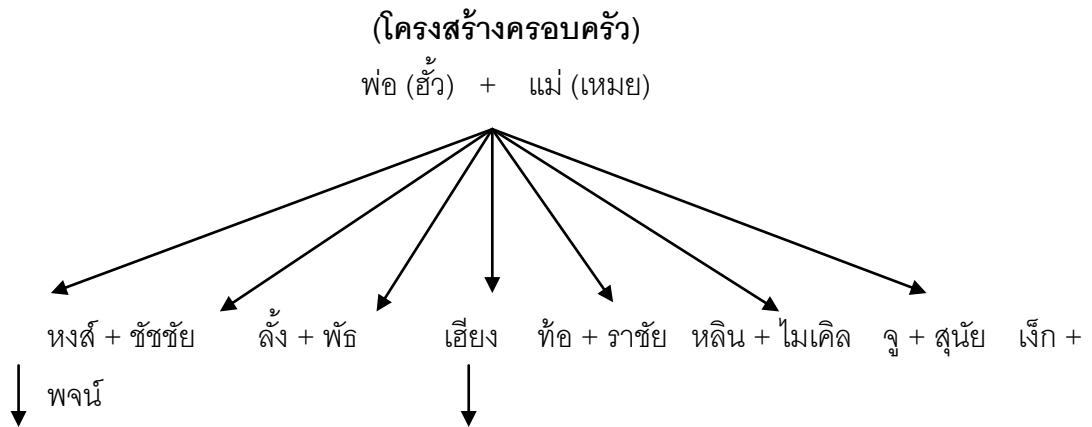 (โครงสร้างครอบครัว)
พ่อ (ฮั้ว) + แม่ (เหมย)
หงส์ + ชัชชัย ลั้ง + พัธ เฮียง ท้อ + ราชัย หลิน + ไมเคิล จู + สุนัย เง็ก +
พจน์